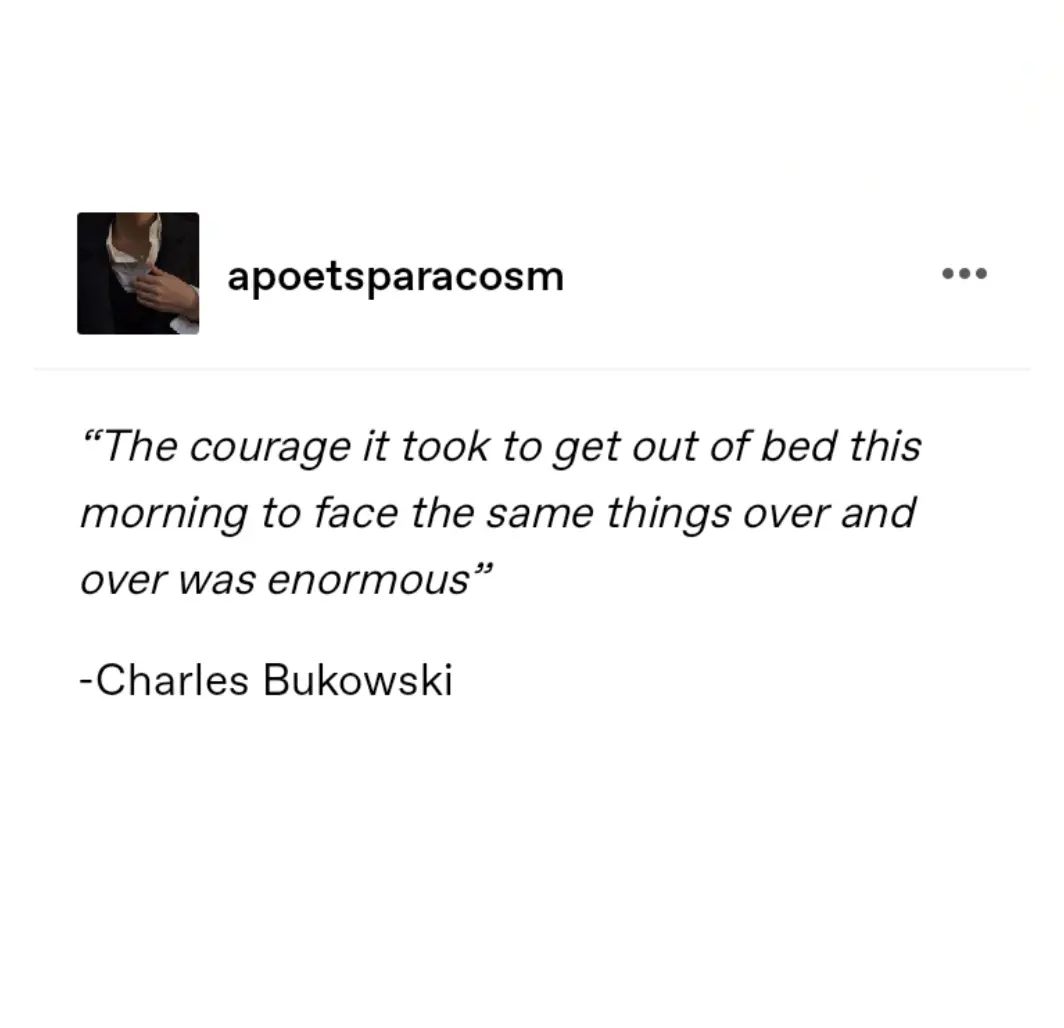 apoetsparacosm
“The courage it took to get out of bed this
morning to face the same things over and
over was enormous”
-Charles Bukowski